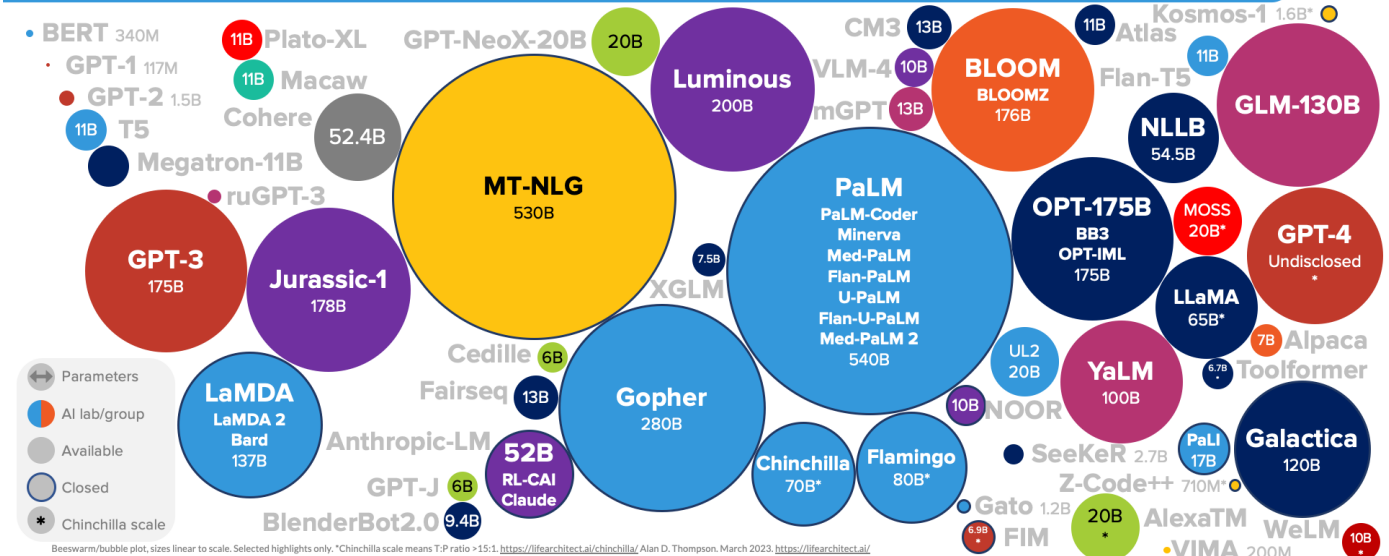 BERT 340M
GPT-1 117M
GPT-2 1.5B
11B T5
Megatron-11B
ruGPT-3
11B Plato-XL
11B Macaw
Cohere
52.4B
GPT-NeoX-20B
20B
MT-NLG
530B
Luminous
200B
CM3 13B
VLM-4 10B
mGPT 13B
BLOOM
BLOOMZ
176B
11B Atlas
Kosmos-1 1.6B*
Flan-T5 11B
GLM-130B
NLLB
54.5B
GPT-3
175B
Jurassic-1
178B
7.5B
XGLM
PaLM
PaLM-Coder
Minerva
Med-PaLM
Flan-PaLM
U-PaLM
Flan-U-PaLM
Med-PaLM 2
540B
OPT-175B
BB3
OPT-IML
175B
MOSS
20B*
GPT-4
Undisclosed
*
LLaMA
65B*
7B Alpaca
6.7B
*
Toolformer
UL2
20B
YaLM
100B
10B NOOR
Parameters
AI lab/group
Available
Closed
* Chinchilla scale
LaMDA
LaMDA 2
Bard
137B
Cedille 6B
Fairseq 13B
Anthropic-LM
52B
RL-CAI
Claude
GPT-J 6B
BlenderBot2.0 9.4B
Gopher
280B
Chinchilla
70B*
Flamingo
80B*
SeeKeR 2.7B
PaLI
17B
Galactica
120B
Z-Code++ 710M*
Gato 1.2B
6.9B
*
FIM
20B
*
AlexaTM
VIMA 200M
WeLM
10B
*
Beeswarm/bubble plot, sizes linear to scale. Selected highlights only. *Chinchilla scale means T:P ratio >15:1. https://lifearchitect.ai/chinchilla/ Alan D. Thompson. March 2023. https://lifearchitect.ai/